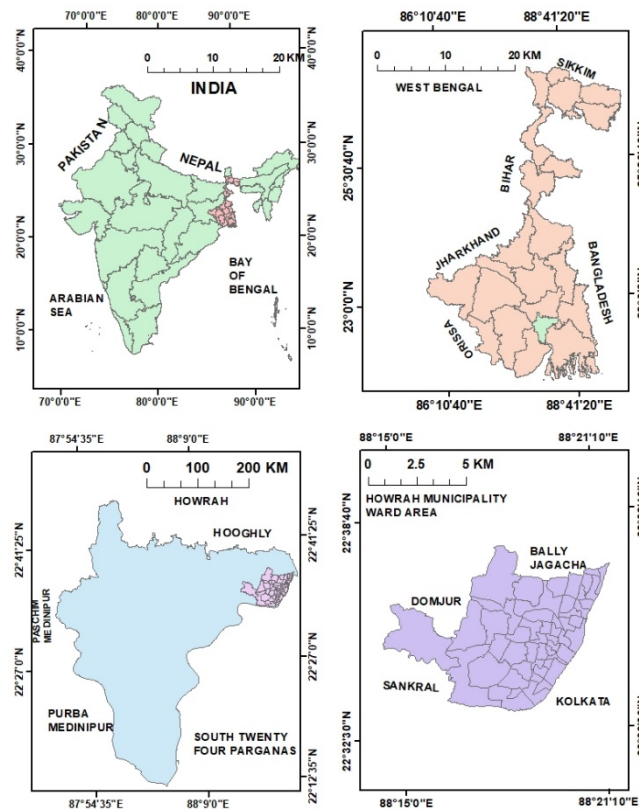 70°0'0"E 80°0'0"E 90°0'0"E
0 10 20 KM
INDIA
PAKISTAN
NEPAL
BAY
OF
BENGAL
ARABIAN
SEA
40°0'0"N
30°0'0"N
20°0'0"N
10°0'0"N
40°0'0"N
30°0'0"N
20°0'0"N
10°0'0"N
70°0'0"E 80°0'0"E 90°0'0"E
86°10'40"E 88°41'20"E
0 10 20 KM
WEST BENGAL
SIKKIM
BIHAR
JHARKHAND
BANGLADESH
ORISSA
25°30'40"N
23°0'0"N
86°10'40"E 88°41'20"E
87°54'35"E 88°9'0"E
0 100 200 KM
HOWRAH
HOOGHLY
PASCHIM
MEDINIPUR
PURBA
MEDINIPUR
SOUTH TWENTY
FOUR PARGANAS
22°41'25"N
22°27'0"N
22°41'25"N
22°27'0"N
22°12'35"N
87°54'35"E 88°9'0"E
88°15'0"E 88°21'10"E
0 2.5 5 KM
HOWRAH MUNICIPALITY
WARD AREA
BALLY
JAGACHA
DOMJUR
SANKRAL
KOLKATA
22°38'40"N
22°32'30"N
88°15'0"E 88°21'10"E